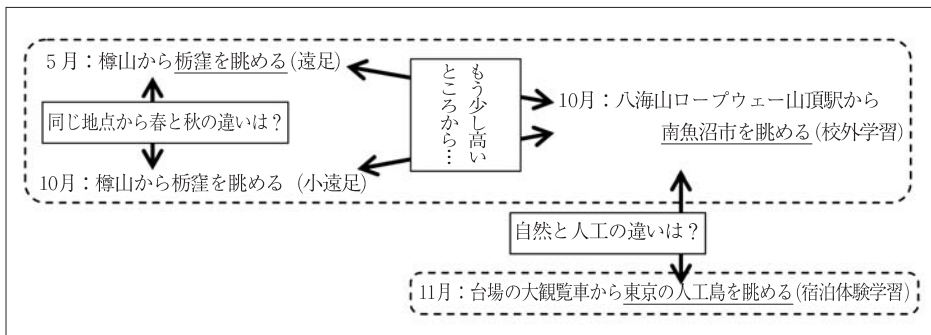 5月：樽山から栃窪を眺める(遠足)
同じ地点から春と秋の違いは？
10月：樽山から栃窪を眺める (小遠足)
もう少し高い
ところから…
10月：八海山ロープウェー山頂駅から
南魚沼市を眺める(校外学習)
自然と人工の違いは？
11月：台場の大観覧車から東京の人工島を眺める(宿泊体験学習)